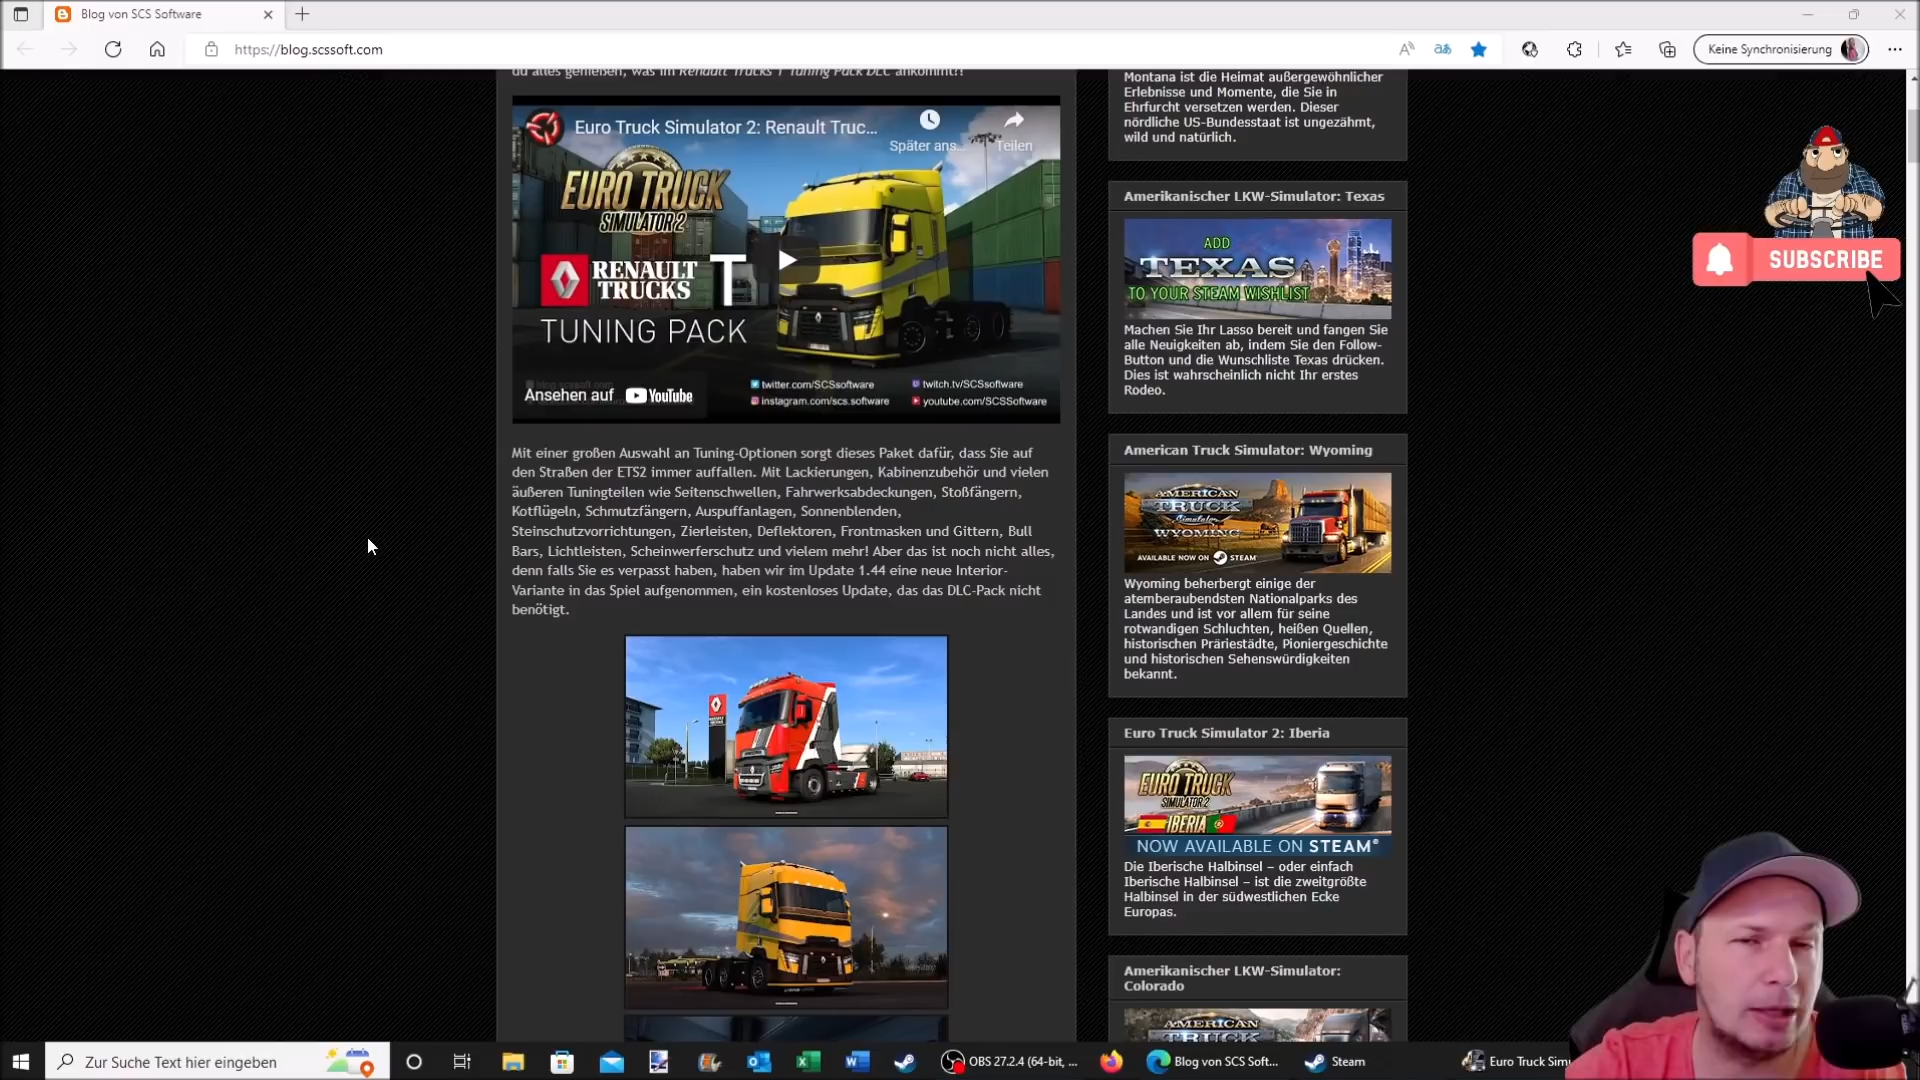 Blog von SCS Software
https://blog.scssoft.com
Keine Synchronisierung
du alles genießen, was im Renault Trucks T Tuning Pack DLC ankommt!!
Euro Truck Simulator 2: Renault Truc...
Später ans...
Teilen
EURO TRUCK
SIMULATOR 2
RENAULT
TRUCKS
T
TUNING PACK
Ansehen auf YouTube
twitter.com/SCSsoftware
twitch.tv/SCSsoftware
instagram.com/scs.software
youtube.com/SCSSoftware
Mit einer großen Auswahl an Tuning-Optionen sorgt dieses Paket dafür, dass Sie auf
den Straßen der ETS2 immer auffallen. Mit Lackierungen, Kabinenzubehör und vielen
äußeren Tuningteilen wie Seitenschwellen, Fahrwerksabdeckungen, Stoßfängern,
Kotflügeln, Schmutzfängern, Auspuffanlagen, Sonnenblenden,
Steinschutzvorrichtungen, Zierleisten, Deflektoren, Frontmasken und Gittern, Bull
Bars, Lichtleisten, Scheinwerferschutz und vielem mehr! Aber das ist noch nicht alles,
denn falls Sie es verpasst haben, haben wir im Update 1.44 eine neue Interior-
Variante in das Spiel aufgenommen, ein kostenloses Update, das das DLC-Pack nicht
benötigt.
Montana ist die Heimat außergewöhnlicher
Erlebnisse und Momente, die Sie in
Ehrfurcht versetzen werden. Dieser
nördliche US-Bundesstaat ist ungezähmt,
wild und natürlich.
Amerikanischer LKW-Simulator: Texas
ADD
TEXAS
TO YOUR STEAM WISHLIST
Machen Sie Ihr Lasso bereit und fangen Sie
alle Neuigkeiten ab, indem Sie den Follow-
Button und die Wunschliste Texas drücken.
Dies ist wahrscheinlich nicht Ihr erstes
Rodeo.
American Truck Simulator: Wyoming
AMERICAN
TRUCK
Simulator
WYOMING
AVAILABLE NOW ON STEAM
Wyoming beherbergt einige der
atemberaubendsten Nationalparks des
Landes und ist vor allem für seine
rotwandigen Schluchten, heißen Quellen,
historischen Präriestädte, Pioniergeschichte
und historischen Sehenswürdigkeiten
bekannt.
Euro Truck Simulator 2: Iberia
EURO TRUCK
SIMULATOR 2
IBERIA
NOW AVAILABLE ON STEAM
Die Iberische Halbinsel – oder einfach
Iberische Halbinsel – ist die zweitgrößte
Halbinsel in der südwestlichen Ecke
Europas.
Amerikanischer LKW-Simulator:
Colorado
AMERICAN
SUBSCRIBE
Zur Suche Text hier eingeben
OBS 27.2.4 (64-bit, ...
Blog von SCS Soft...
Steam
Euro Truck Simu